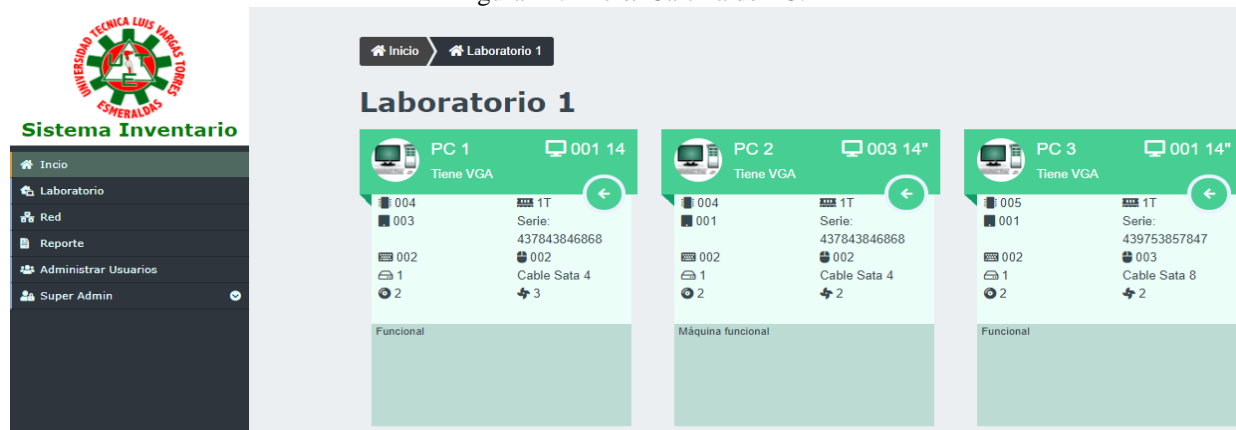 UNIVERSIDAD TECNICA LUIS VARGAS TORRES
ESMERALDAS
Sistema Inventario
Incio
Laboratorio
Red
Reporte
Administrar Usuarios
Super Admin
Inicio
Laboratorio 1
Laboratorio 1
PC 1 001 14
Tiene VGA
004 1T
003 Serie:
437843846868
002 002
1 Cable Sata 4
2 3
Funcional
PC 2 003 14"
Tiene VGA
004 1T
001 Serie:
437843846868
002 002
1 Cable Sata 4
2 2
Máquina funcional
PC 3 001 14"
Tiene VGA
005 1T
001 Serie:
439753857847
002 003
1 Cable Sata 8
2 2
Funcional